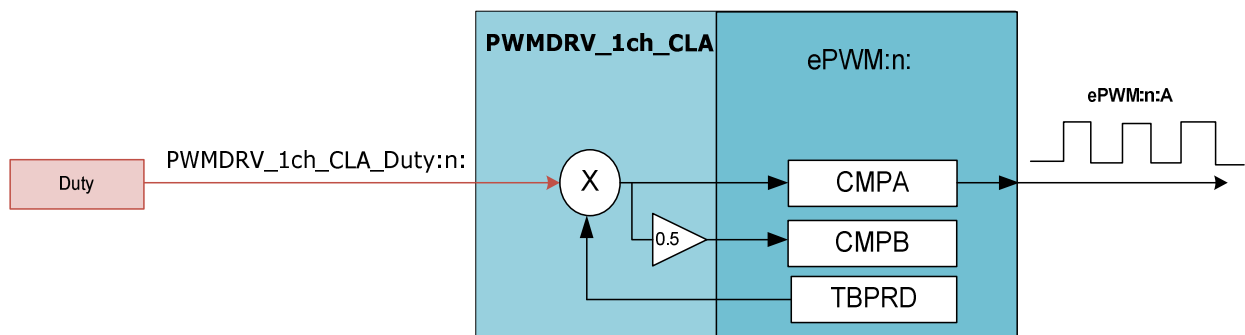 PWMDRV_1ch_CLA
ePWM:n:
ePWM:n:A
PWMDRV_1ch_CLA_Duty:n:
Duty
X
CMPA
0.5
CMPB
TBPRD